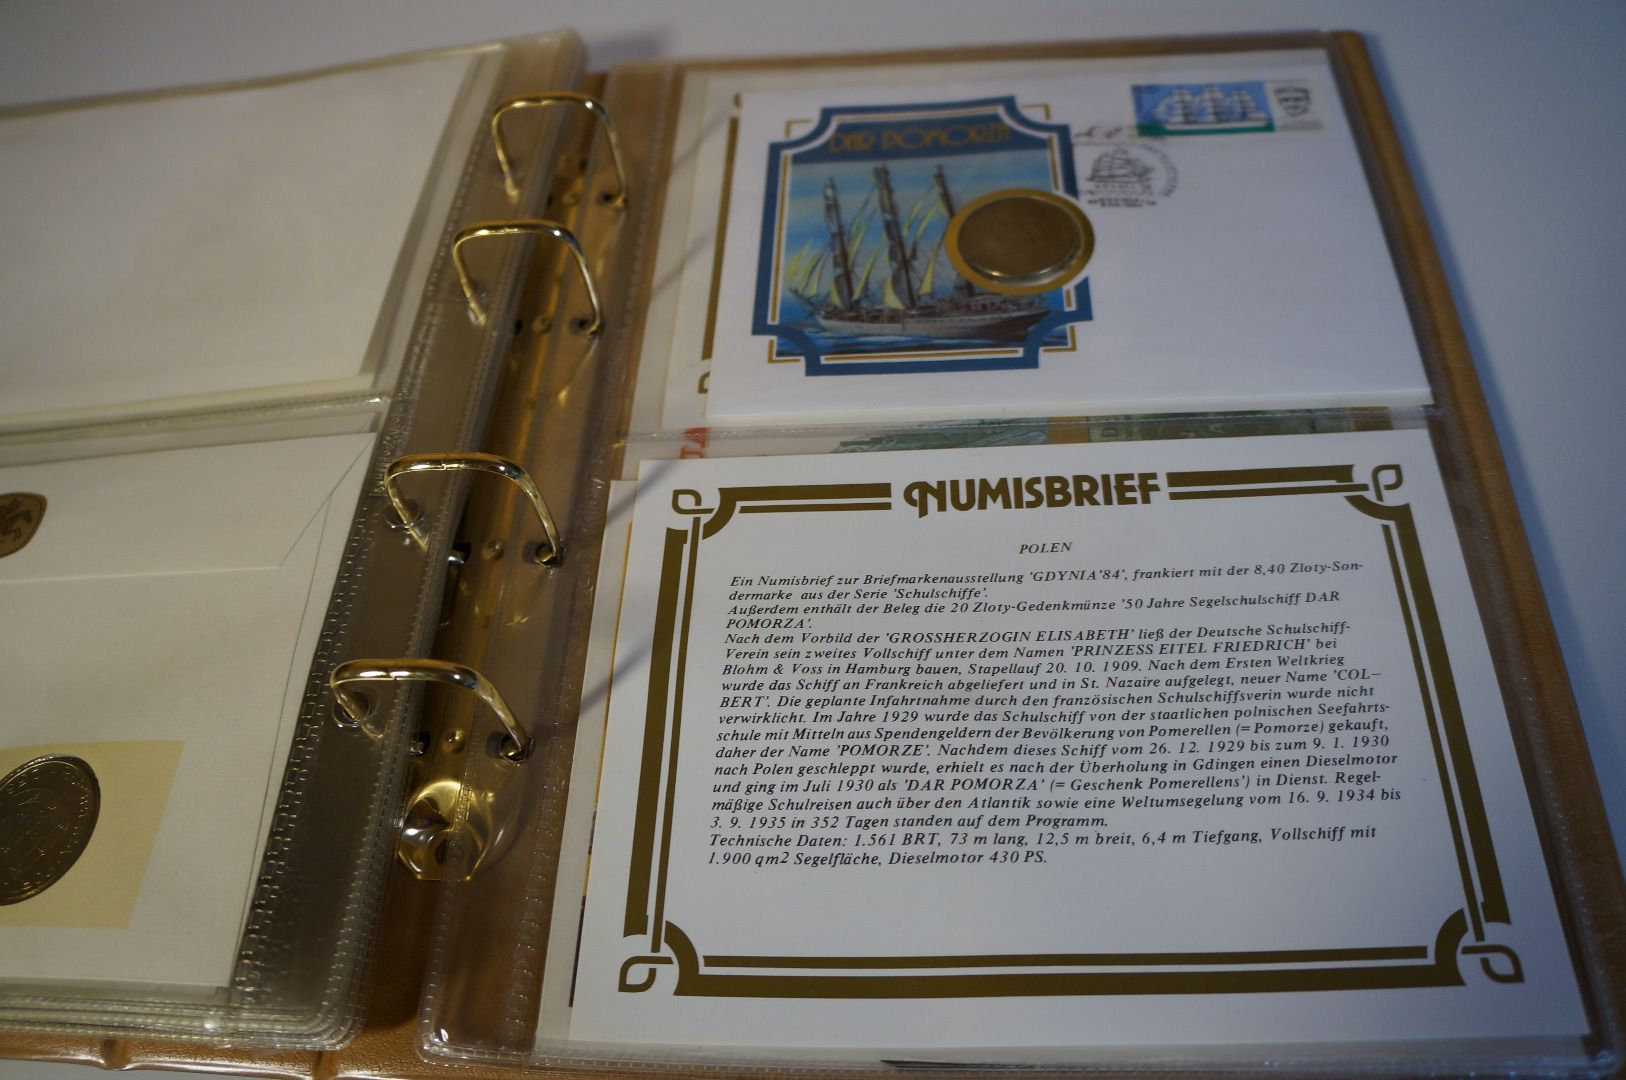 DAR POMORZA
NUMISBRIEF
POLEN
Ein Numisbrief zur Briefmarkenausstellung 'GDYNIA'84', frankiert mit der 8,40 Zloty-Son-
dermarke aus der Serie 'Schulschiffe'.
Außerdem enthält der Beleg die 20 Zloty-Gedenkmünze '50 Jahre Segelschulschiff DAR
POMORZA'.
Nach dem Vorbild der 'GROSSHERZOGIN ELISABETH' ließ der Deutsche Schulschiff-
Verein sein zweites Vollschiff unter dem Namen 'PRINZESS EITEL FRIEDRICH' bei
Blohm & Voss in Hamburg bauen, Stapellauf 20. 10. 1909. Nach dem Ersten Weltkrieg
wurde das Schiff an Frankreich abgeliefert und in St. Nazaire aufgelegt, neuer Name 'COL–
BERT'. Die geplante Infahrtnahme durch den französischen Schulschiffsverin wurde nicht
verwirklicht. Im Jahre 1929 wurde das Schulschiff von der staatlichen polnischen Seefahrts-
schule mit Mitteln aus Spendengeldern der Bevölkerung von Pomerellen (= Pomorze) gekauft,
daher der Name 'POMORZE'. Nachdem dieses Schiff vom 26. 12. 1929 bis zum 9. 1. 1930
nach Polen geschleppt wurde, erhielt es nach der Überholung in Gdingen einen Dieselmotor
und ging im Juli 1930 als 'DAR POMORZA' (= Geschenk Pomerellens') in Dienst. Regel-
mäßige Schulreisen auch über den Atlantik sowie eine Weltumsegelung vom 16. 9. 1934 bis
3. 9. 1935 in 352 Tagen standen auf dem Programm.
Technische Daten: 1.561 BRT, 73 m lang, 12,5 m breit, 6,4 m Tiefgang, Vollschiff mit
1.900 qm2 Segelfläche, Dieselmotor 430 PS.